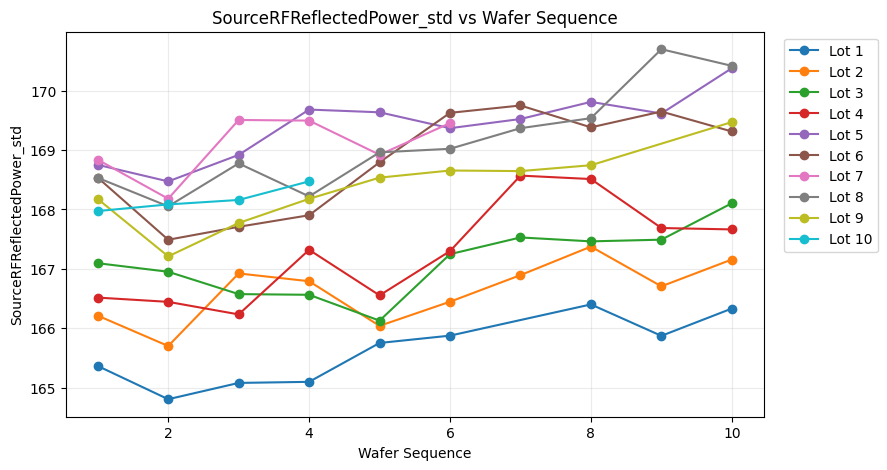 SourceRFReflectedPower_std vs Wafer Sequence
SourceRFReflectedPower_std
170
169
168
167
166
165
2 4 6 8 10
Wafer Sequence
Lot 1
Lot 2
Lot 3
Lot 4
Lot 5
Lot 6
Lot 7
Lot 8
Lot 9
Lot 10